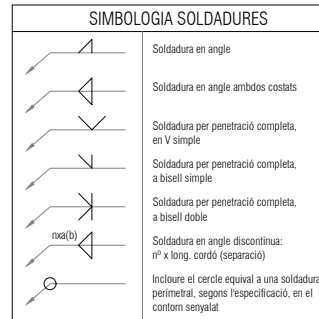 SIMBOLOGIA SOLDADURES
Soldadura en angle
Soldadura en angle ambdos costats
Soldadura per penetració completa,
en V simple
Soldadura per penetració completa,
a bisell simple
Soldadura per penetració completa,
a bisell doble
nxa(b)
Soldadura en angle discontinua:
nº x long. cordó (separació)
Incloure el cercle equival a una soldadura
perímetral, segons l'especificació, en el
contorn senyalat